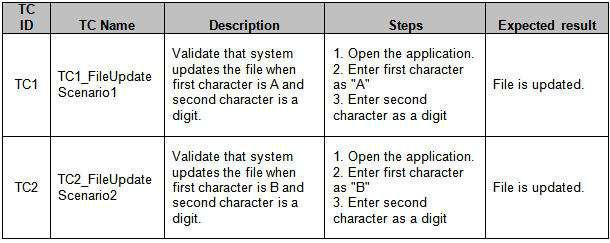 TC
ID
TC Name
Description
Steps
Expected result
TC1
TC1_FileUpdate
Scenario1
Validate that system
updates the file when
first character is A and
second character is a
digit.
1. Open the application.
2. Enter first character
as "A"
3. Enter second
character as a digit
File is updated.
TC2
TC2_FileUpdate
Scenario2
Validate that system
updates the file when
first character is B and
second character is a
digit.
1. Open the application.
2. Enter first character
as "B"
3. Enter second
character as a digit
File is updated.